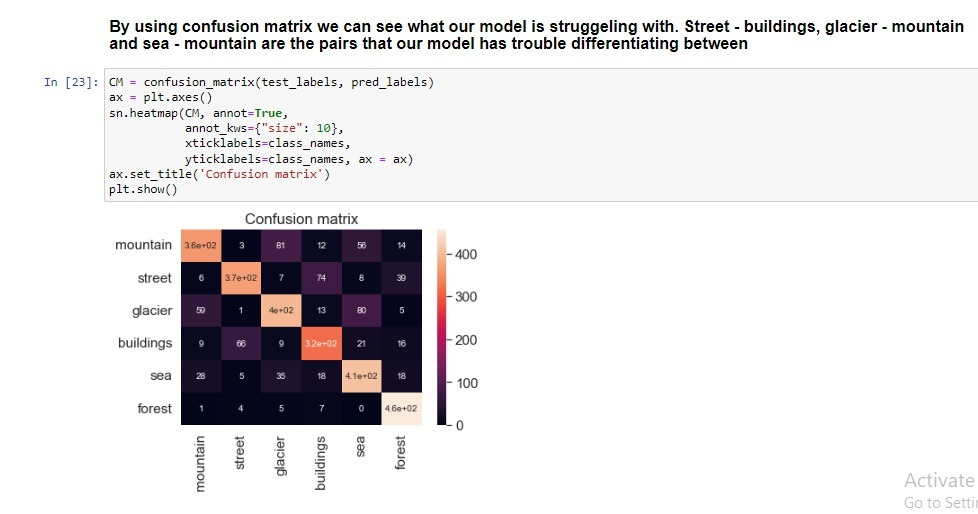 By using confusion matrix we can see what our model is struggeling with. Street - buildings, glacier - mountain
and sea - mountain are the pairs that our model has trouble differentiating between
In [23]: CM = confusion_matrix(test_labels, pred_labels)
ax = plt.axes()
sn.heatmap(CM, annot=True,
annot_kws={"size": 10},
xticklabels=class_names,
yticklabels=class_names, ax = ax)
ax.set_title('Confusion matrix')
plt.show()
Confusion matrix
mountain 3.6e+02 3 81 12 56 14
street 6 3.7e+02 7 74 8 39
glacier 59 1 4e+02 13 80 5
buildings 9 66 9 3.2e+02 21 16
sea 28 5 35 18 4.1e+02 18
forest 1 4 5 7 0 4.6e+02
mountain street glacier buildings sea forest
400
300
200
100
0
Activate
Go to Settin